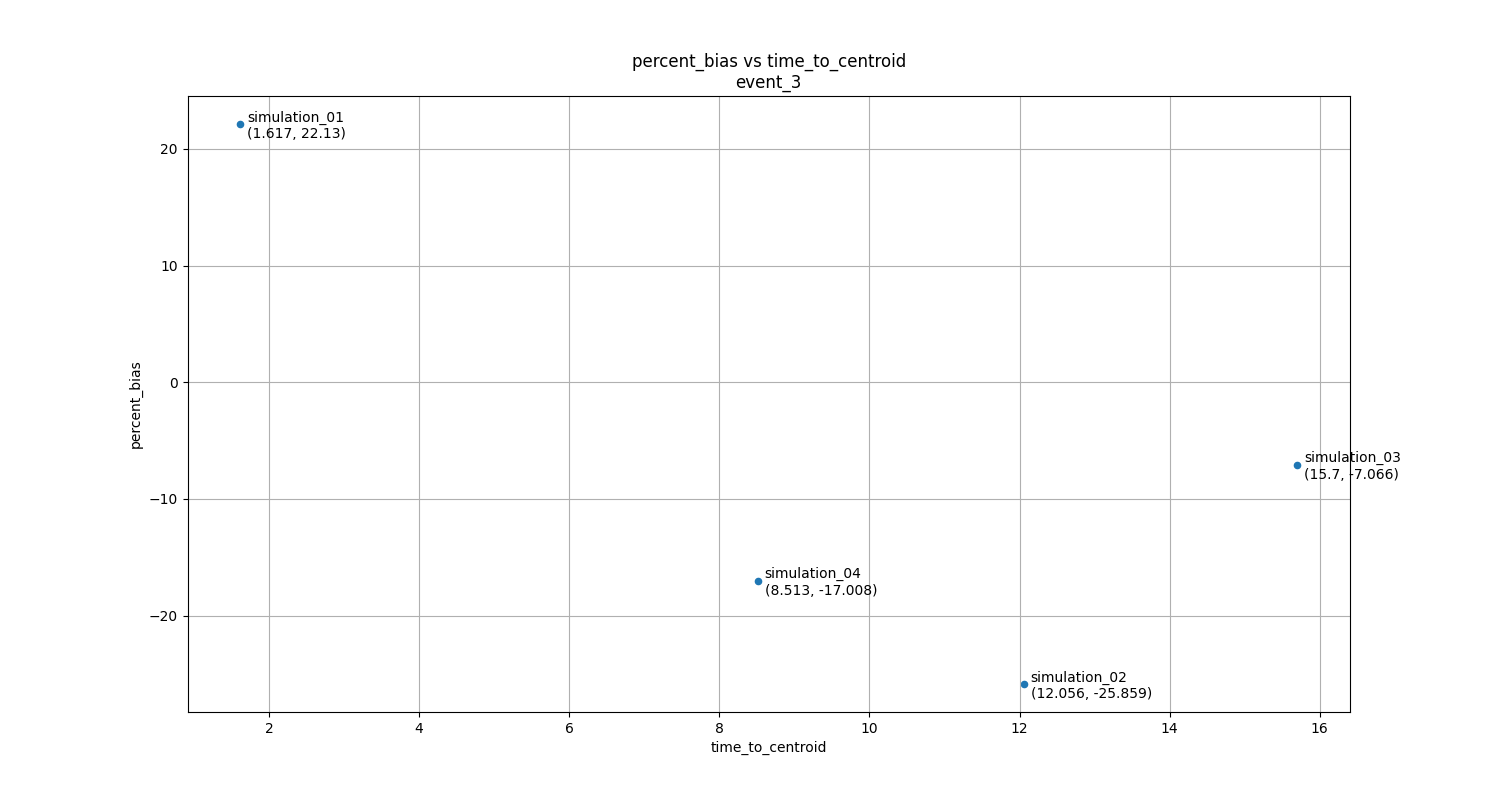 percent_bias vs time_to_centroid
event_3
simulation_01
(1.617, 22.13)
20
10
0
percent_bias
simulation_03
(15.7, -7.066)
−10
simulation_04
(8.513, -17.008)
−20
simulation_02
(12.056, -25.859)
2 4 6 8 10 12 14 16
time_to_centroid